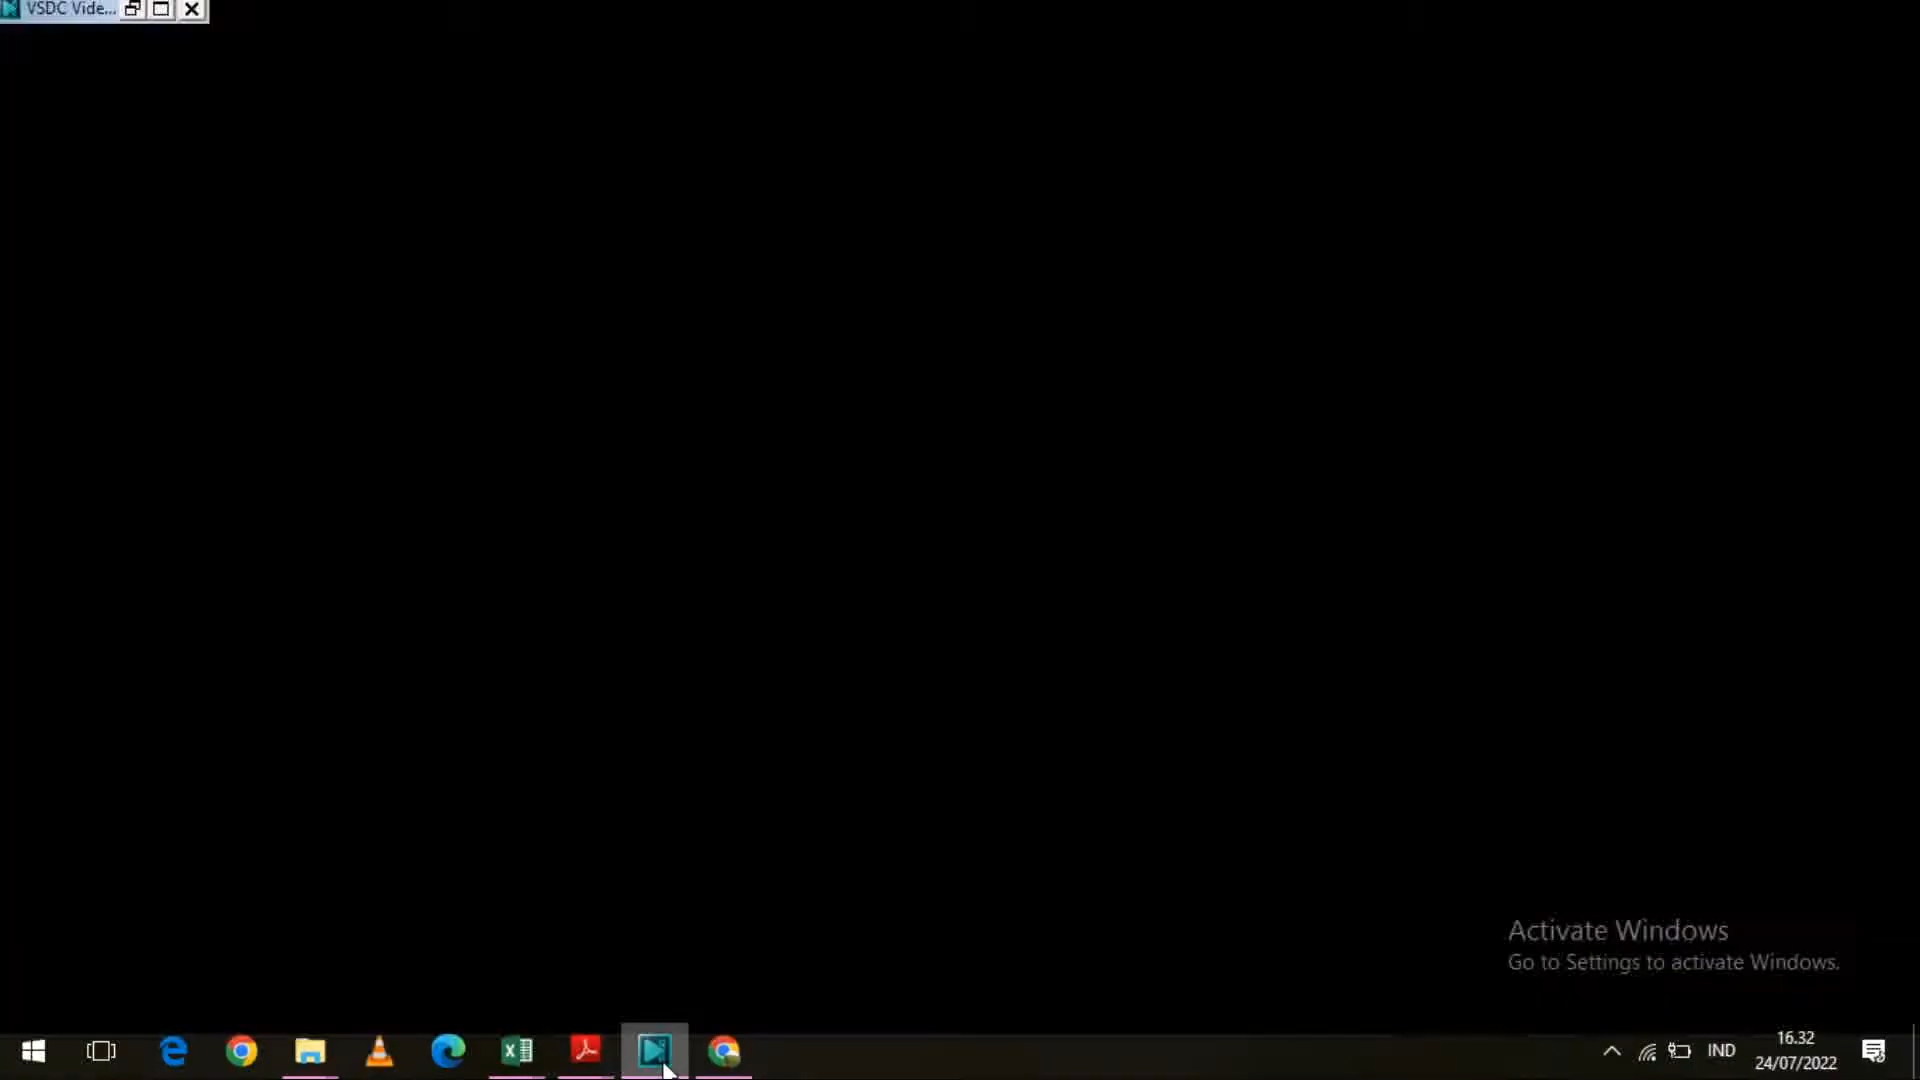 VSDC Vide...
Activate Windows
Go to Settings to activate Windows.
IND
16.32
24/07/2022